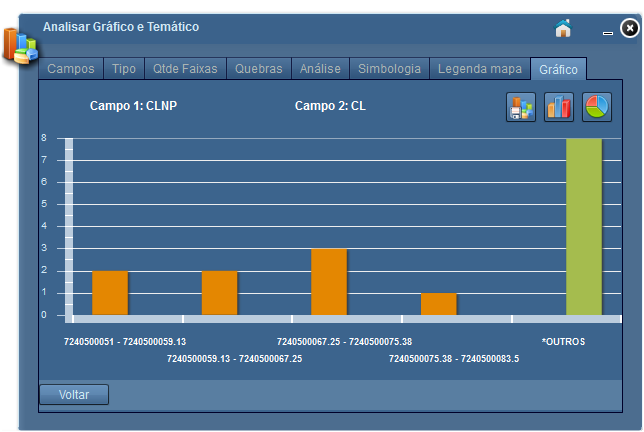 Analisar Gráfico e Temático
Campos Tipo Qtde Faixas Quebras Análise Simbologia Legenda mapa Gráfico
Campo 1: CLNP Campo 2: CL
8
7
6
5
4
3
2
1
0
7240500051 - 7240500059.13 7240500067.25 - 7240500075.38 *OUTROS
7240500059.13 - 7240500067.25 7240500075.38 - 7240500083.5
Voltar